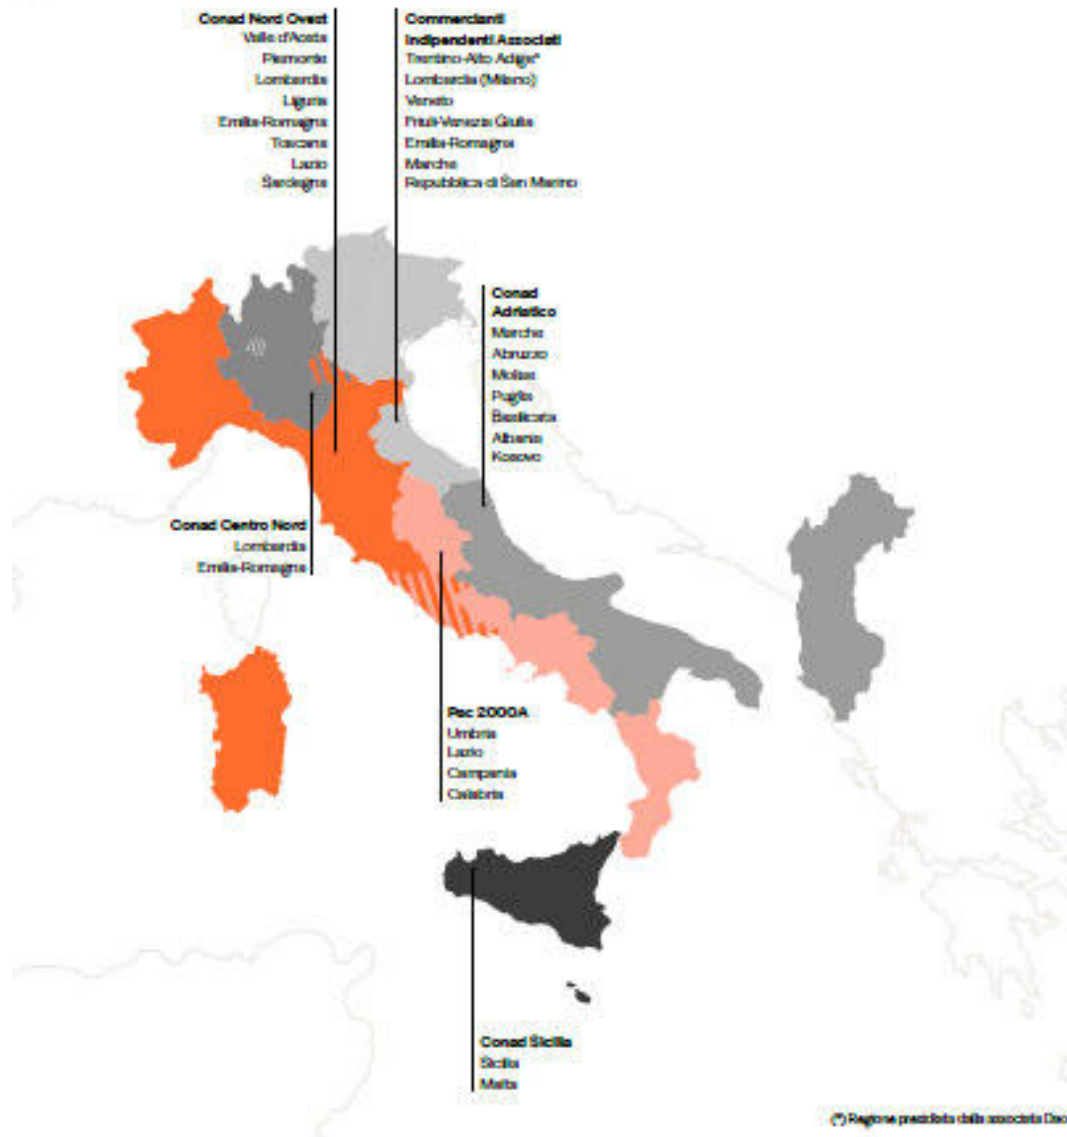 Conad Nord Ovest
Valle d'Aosta
Piemonte
Lombardia
Liguria
Emilia-Romagna
Toscana
Lazio
Sardegna
Commercianti
Indipendenti Associati
Trentino-Alto Adige*
Lombardia (Milano)
Veneto
Friuli-Venezia Giulia
Emilia-Romagna
Marche
Repubblica di San Marino
Conad
Adriatico
Marche
Abruzzo
Molise
Puglia
Basilicata
Albania
Kosovo
Conad Centro Nord
Lombardia
Emilia-Romagna
Pac 2000A
Umbria
Lazio
Campania
Calabria
Conad Sicilia
Sicilia
Malta
(*) Regione presidiata dalla associata Dao